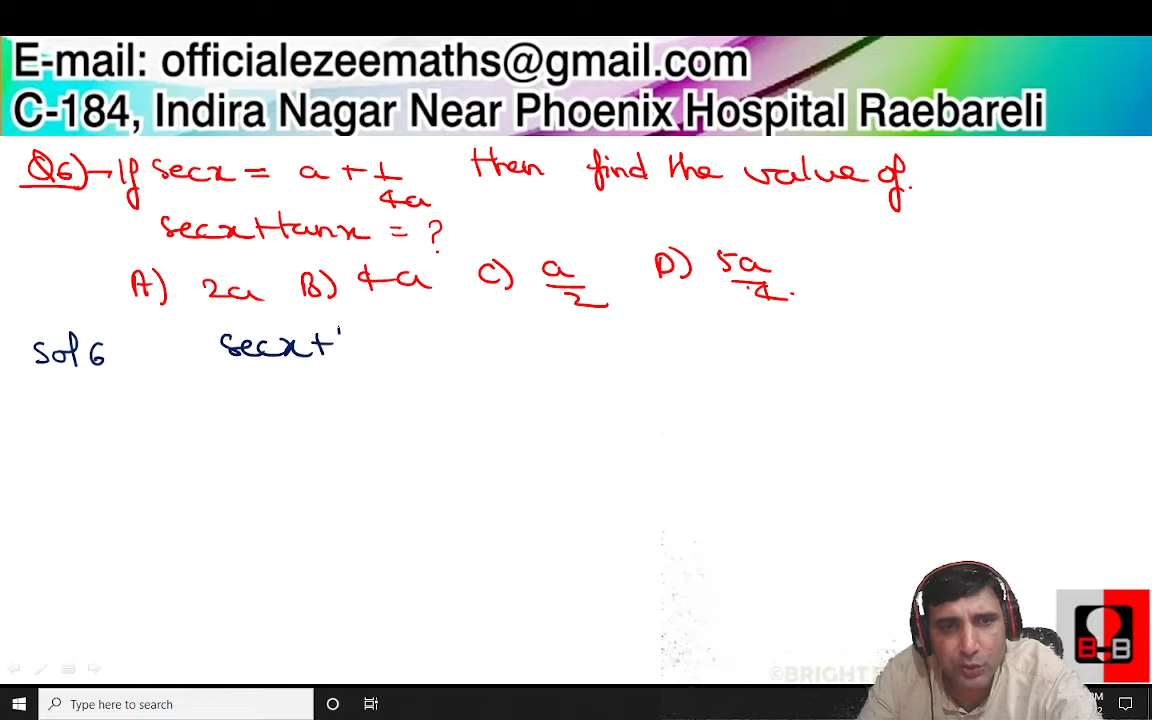 E-mail: officialezeemaths@gmail.com
C-184, Indira Nagar Near Phoenix Hospital Raebareli
Q6)→ If secx = a + 1/4a then find the value of.
secx+tanx = ?
A) 2a B) 4a C) a/2 D) 5a/4.
Sol 6 secx+
©BRIGHT
B B
Type here to search